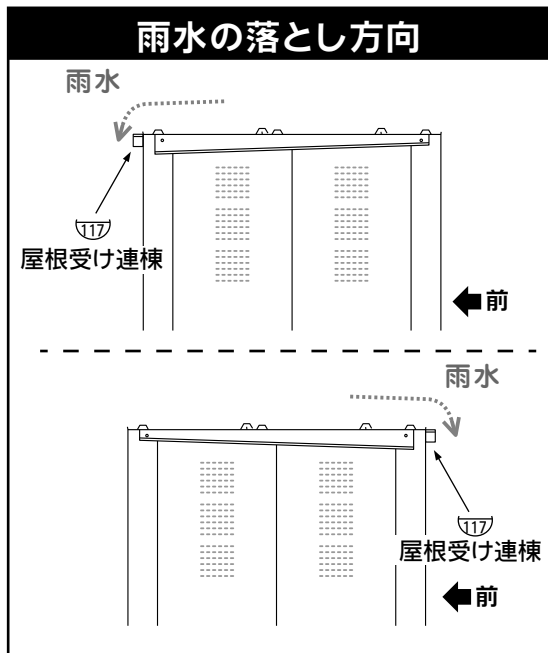 雨水の落とし方向
雨水
117
屋根受け連棟
前
雨水
117
屋根受け連棟
前